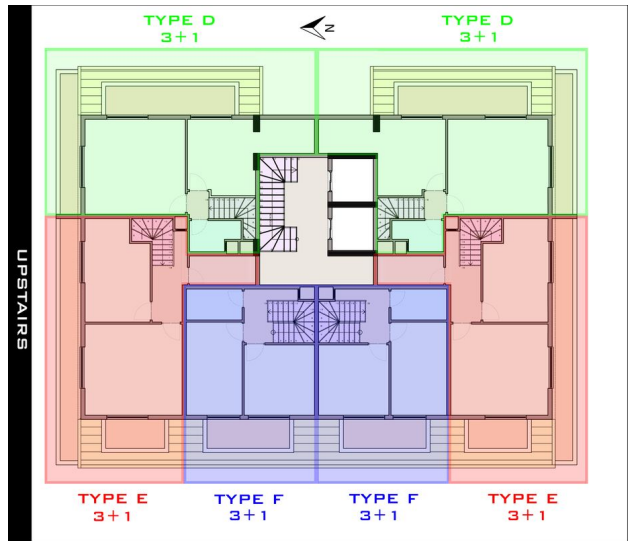 TYPE D
3+1
N
TYPE D
3+1
UPSTAIRS
TYPE E
3+1
TYPE F
3+1
TYPE F
3+1
TYPE E
3+1